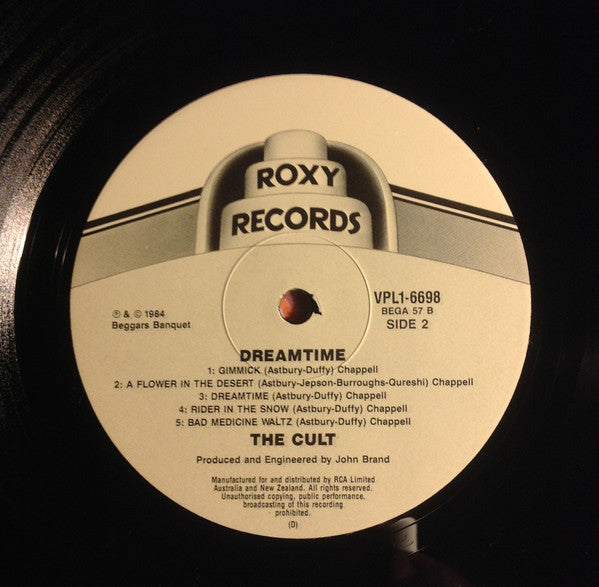 ROXY
RECORDS
℗ & © 1984
Beggars Banquet
VPL1-6698
BEGA 57 B
SIDE 2
DREAMTIME
1: GIMMICK (Astbury-Duffy) Chappell
2: A FLOWER IN THE DESERT (Astbury-Jepson-Burroughs-Qureshi) Chappell
3: DREAMTIME (Astbury-Duffy) Chappell
4: RIDER IN THE SNOW (Astbury-Duffy) Chappell
5: BAD MEDICINE WALTZ (Astbury-Duffy) Chappell
THE CULT
Produced and Engineered by John Brand
Manufactured for and distributed by RCA Limited
Australia and New Zealand. All rights reserved.
Unauthorised copying, public performance,
broadcasting of this recording
prohibited.
(D)